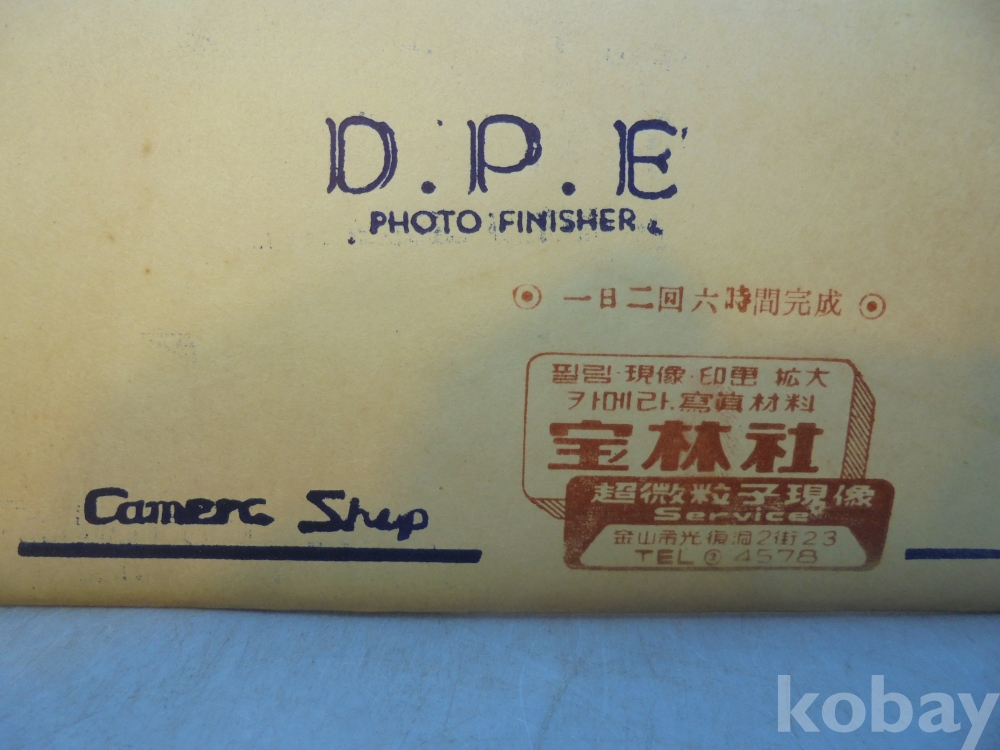 D.P.E
PHOTO FINISHER
一日二回六時間完成
필림·現像·印画 拡大
카메라.寫眞材料
宝林社
超微粒子現像
Service
釜山市光復洞2街23
TEL ② 4578
Camera Shop
kobay